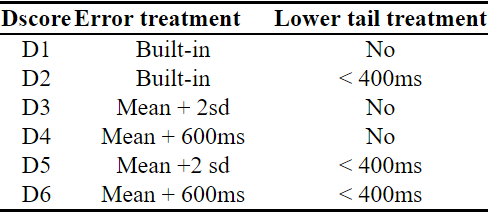 Dscore Error treatment Lower tail treatment
D1 Built-in No
D2 Built-in < 400ms
D3 Mean + 2sd No
D4 Mean + 600ms No
D5 Mean +2 sd < 400ms
D6 Mean + 600ms < 400ms